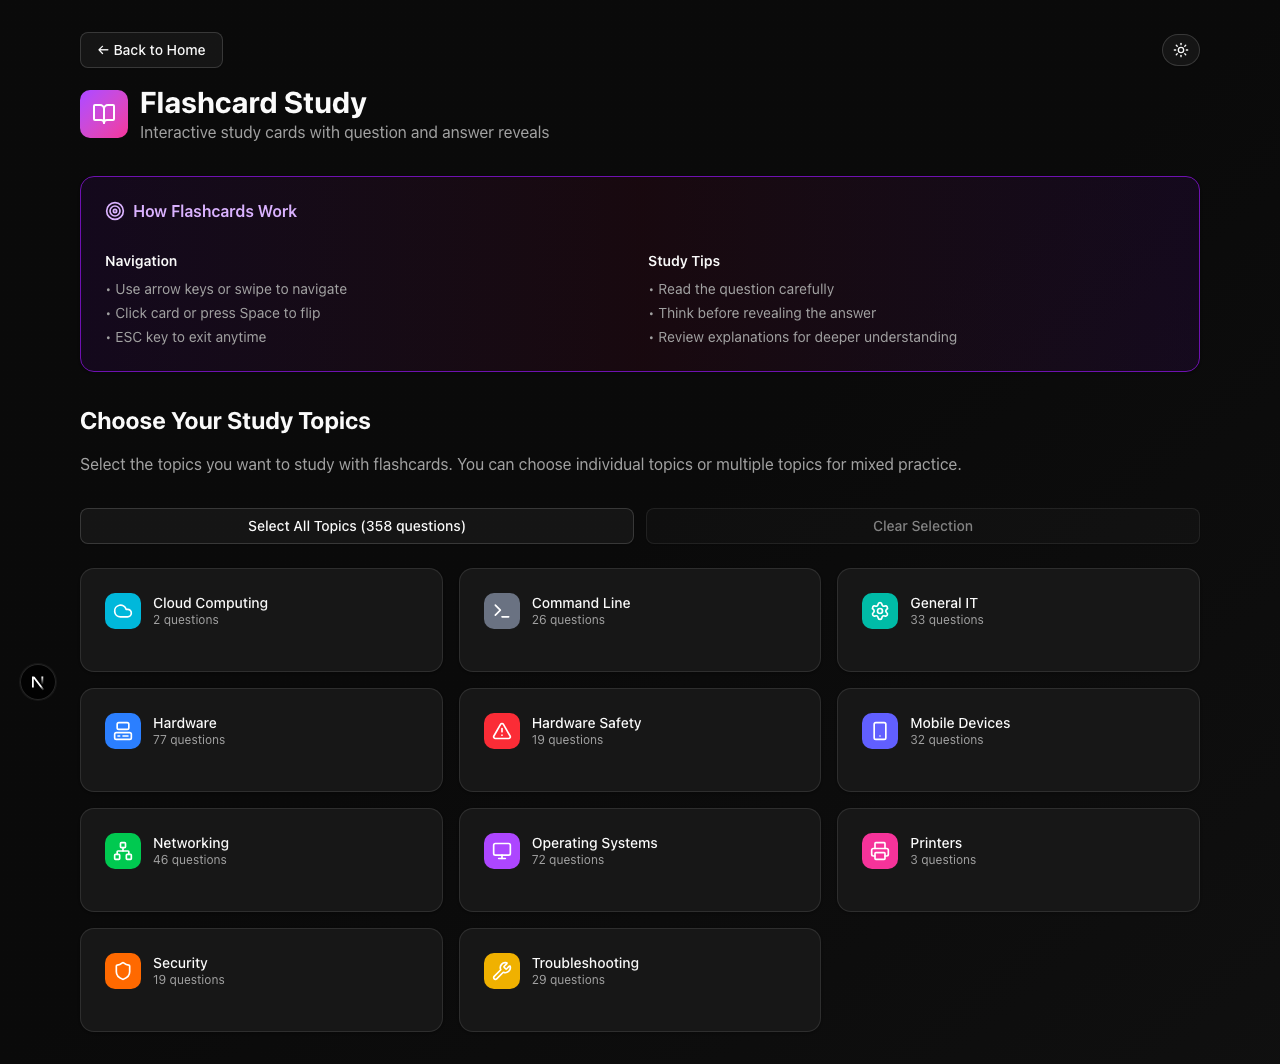 ← Back to Home
Flashcard Study
Interactive study cards with question and answer reveals
How Flashcards Work
Navigation
• Use arrow keys or swipe to navigate
• Click card or press Space to flip
• ESC key to exit anytime
Study Tips
• Read the question carefully
• Think before revealing the answer
• Review explanations for deeper understanding
Choose Your Study Topics
Select the topics you want to study with flashcards. You can choose individual topics or multiple topics for mixed practice.
Select All Topics (358 questions)
Clear Selection
Cloud Computing
2 questions
Command Line
26 questions
General IT
33 questions
Hardware
77 questions
Hardware Safety
19 questions
Mobile Devices
32 questions
N
Networking
46 questions
Operating Systems
72 questions
Printers
3 questions
Security
19 questions
Troubleshooting
29 questions